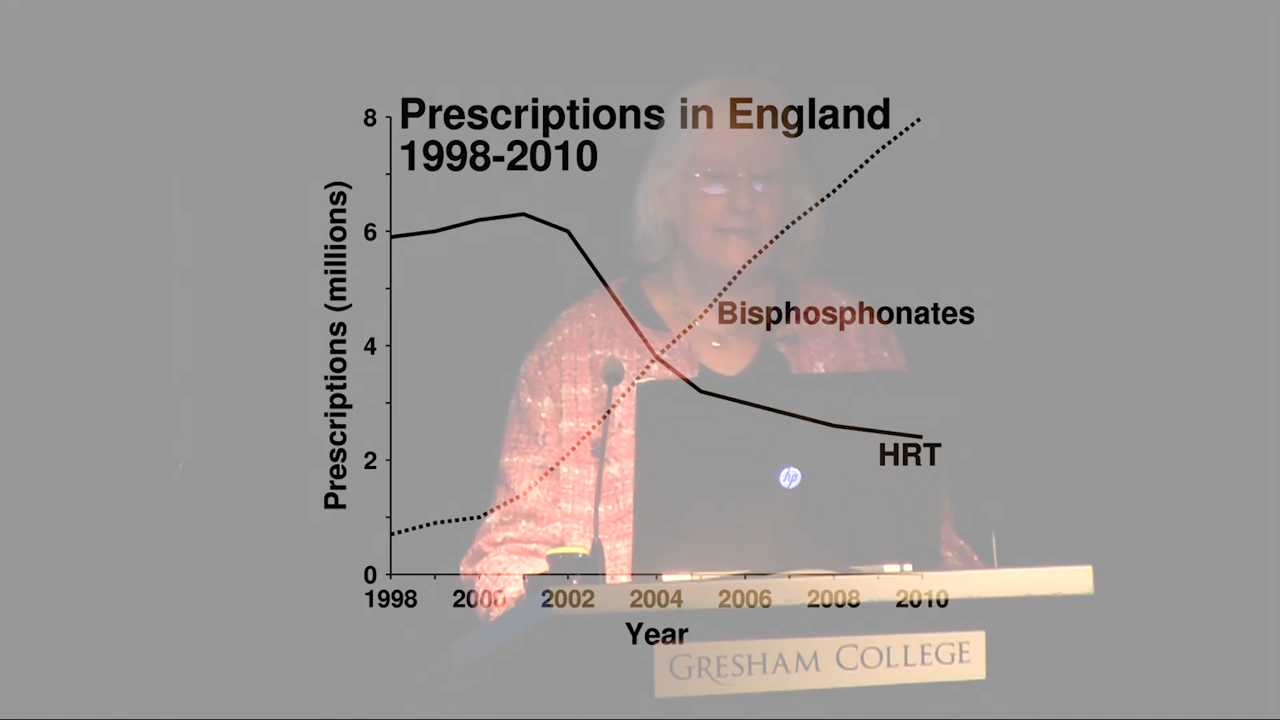 Prescriptions in England
1998-2010
Prescriptions (millions)
8
6
4
2
0
Bisphosphonates
HRT
1998 2000 2002 2004 2006 2008 2010
Year
hp
GRESHAM COLLEGE